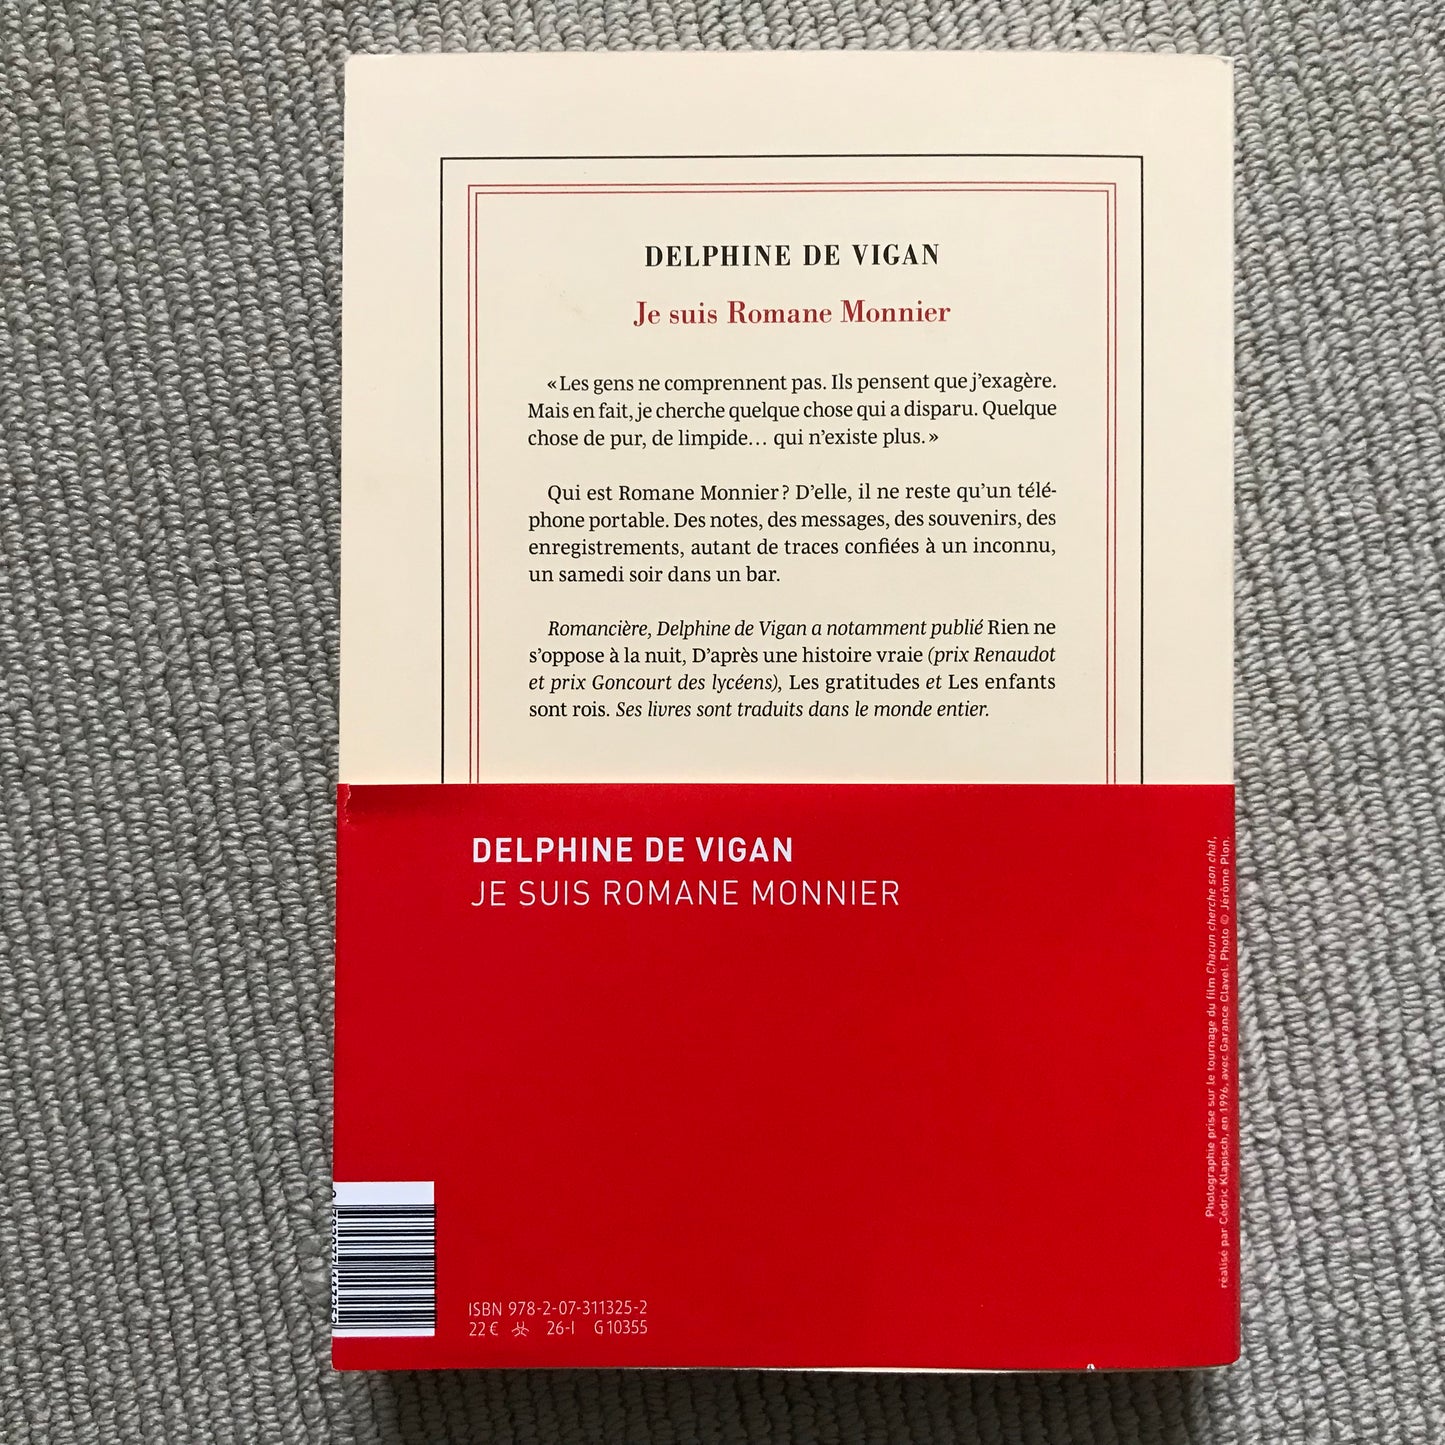 DELPHINE DE VIGAN
Je suis Romane Monnier
« Les gens ne comprennent pas. Ils pensent que j’exagère.
Mais en fait, je cherche quelque chose qui a disparu. Quelque
chose de pur, de limpide… qui n’existe plus. »
Qui est Romane Monnier ? D’elle, il ne reste qu’un télé-
phone portable. Des notes, des messages, des souvenirs, des
enregistrements, autant de traces confiées à un inconnu,
un samedi soir dans un bar.
Romancière, Delphine de Vigan a notamment publié Rien ne
s’oppose à la nuit, D’après une histoire vraie (prix Renaudot
et prix Goncourt des lycéens), Les gratitudes et Les enfants
sont rois. Ses livres sont traduits dans le monde entier.
DELPHINE DE VIGAN
JE SUIS ROMANE MONNIER
Photographie prise sur le tournage du film Chacun cherche son chat,
réalisé par Cédric Klapisch, en 1996, avec Garance Clavel. Photo © Jérôme Plon.
ISBN 978-2-07-311325-2
22 € 26-I G10355